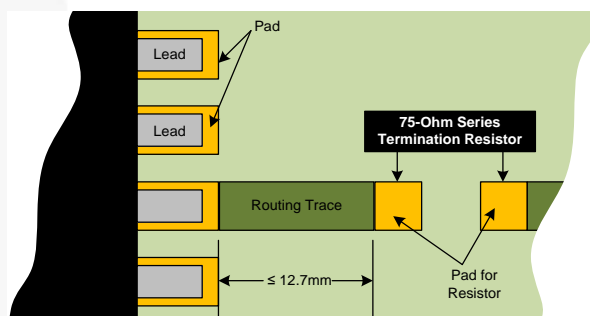 Pad
Lead
Lead
75-Ohm Series
Termination Resistor
Routing Trace
≤ 12.7mm
Pad for
Resistor